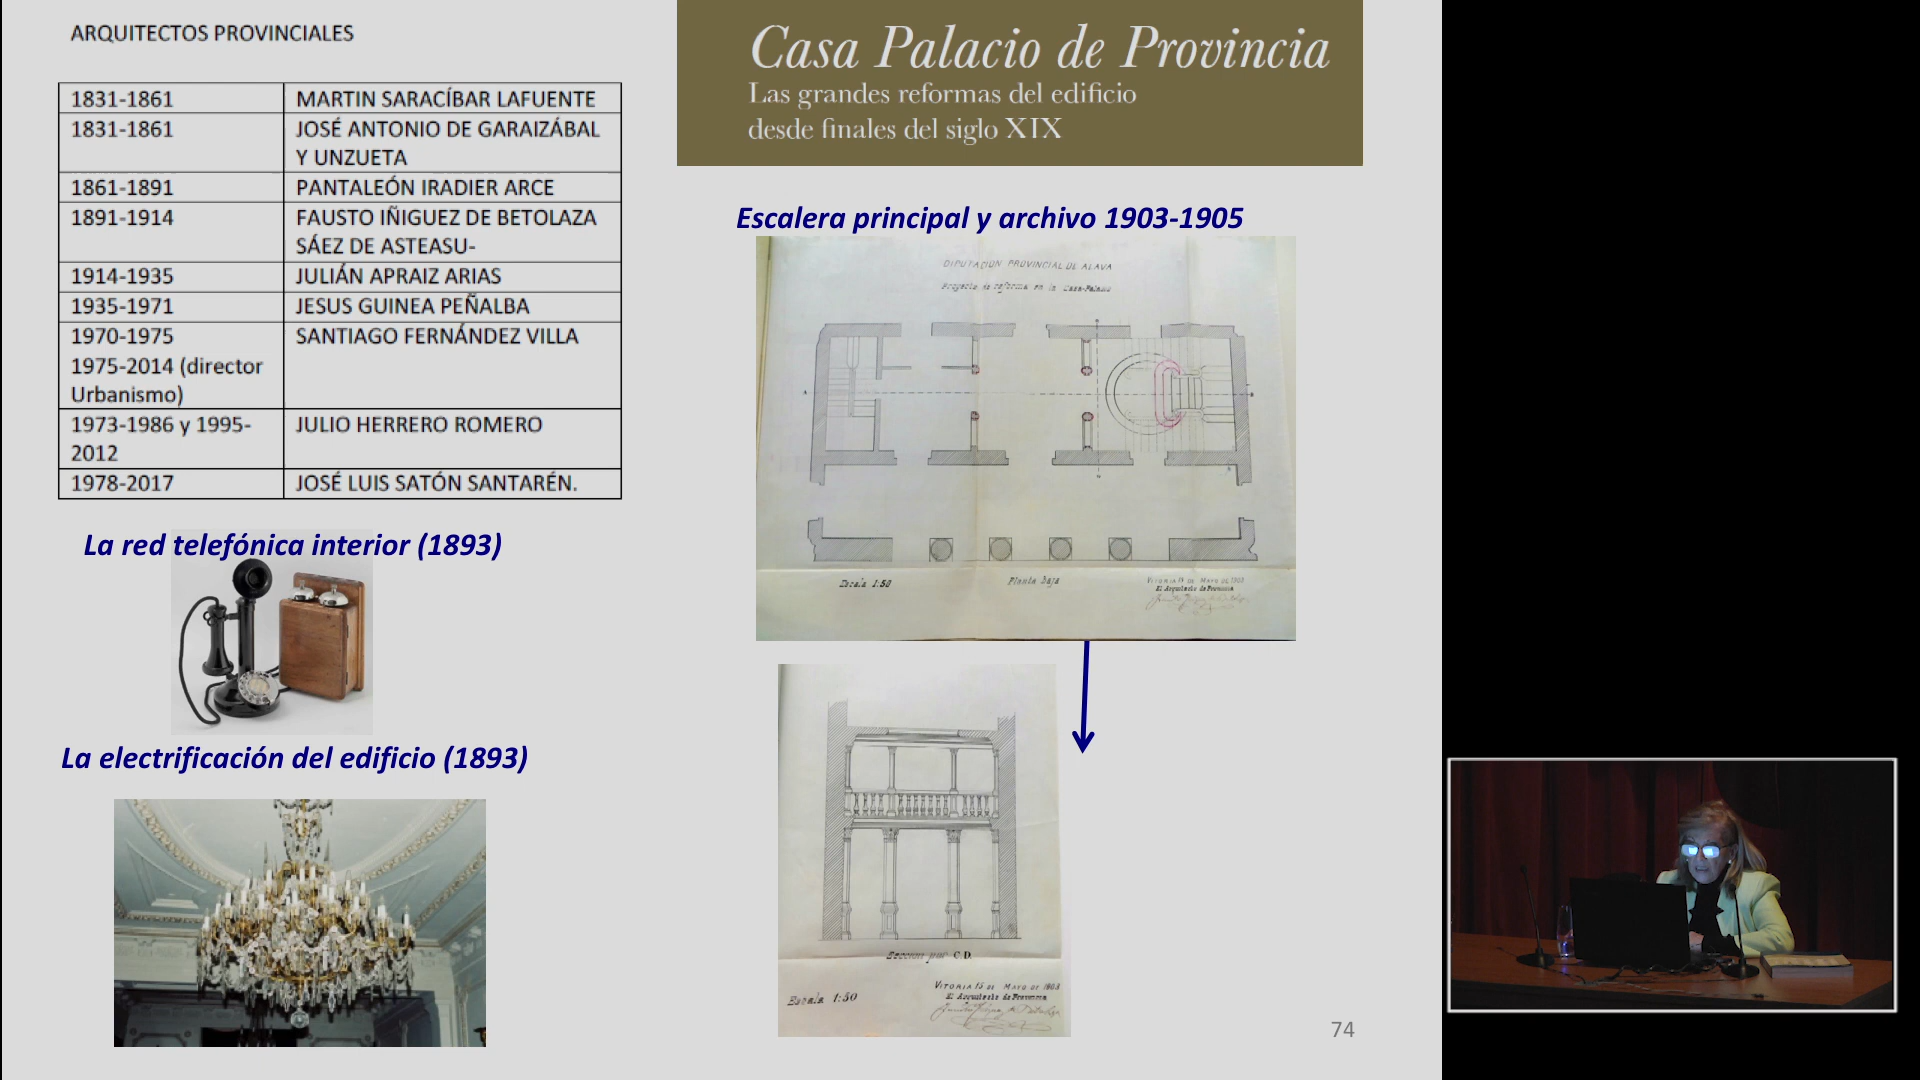 ARQUITECTOS PROVINCIALES
1831-1861 MARTIN SARACÍBAR LAFUENTE
1831-1861 JOSÉ ANTONIO DE GARAIZÁBAL
Y UNZUETA
1861-1891 PANTALEÓN IRADIER ARCE
1891-1914 FAUSTO IÑIGUEZ DE BETOLAZA
SÁEZ DE ASTEASU-
1914-1935 JULIÁN APRAIZ ARIAS
1935-1971 JESUS GUINEA PEÑALBA
1970-1975 SANTIAGO FERNÁNDEZ VILLA
1975-2014 (director
Urbanismo)
1973-1986 y 1995- JULIO HERRERO ROMERO
2012
1978-2017 JOSÉ LUIS SATÓN SANTARÉN.
La red telefónica interior (1893)
La electrificación del edificio (1893)
Casa Palacio de Provincia
Las grandes reformas del edificio
desde finales del siglo XIX
Escalera principal y archivo 1903-1905
DIPUTACIÓN PROVINCIAL DE ALAVA
Proyecto de reforma en la Casa-Palacio
Escala 1:50
Planta baja
VITORIA 15 DE MAYO DE 1903
El Arquitecto de Provincia
Sección por C.D.
Escala 1:50
VITORIA 15 DE MAYO DE 1903
El Arquitecto de Provincia
74